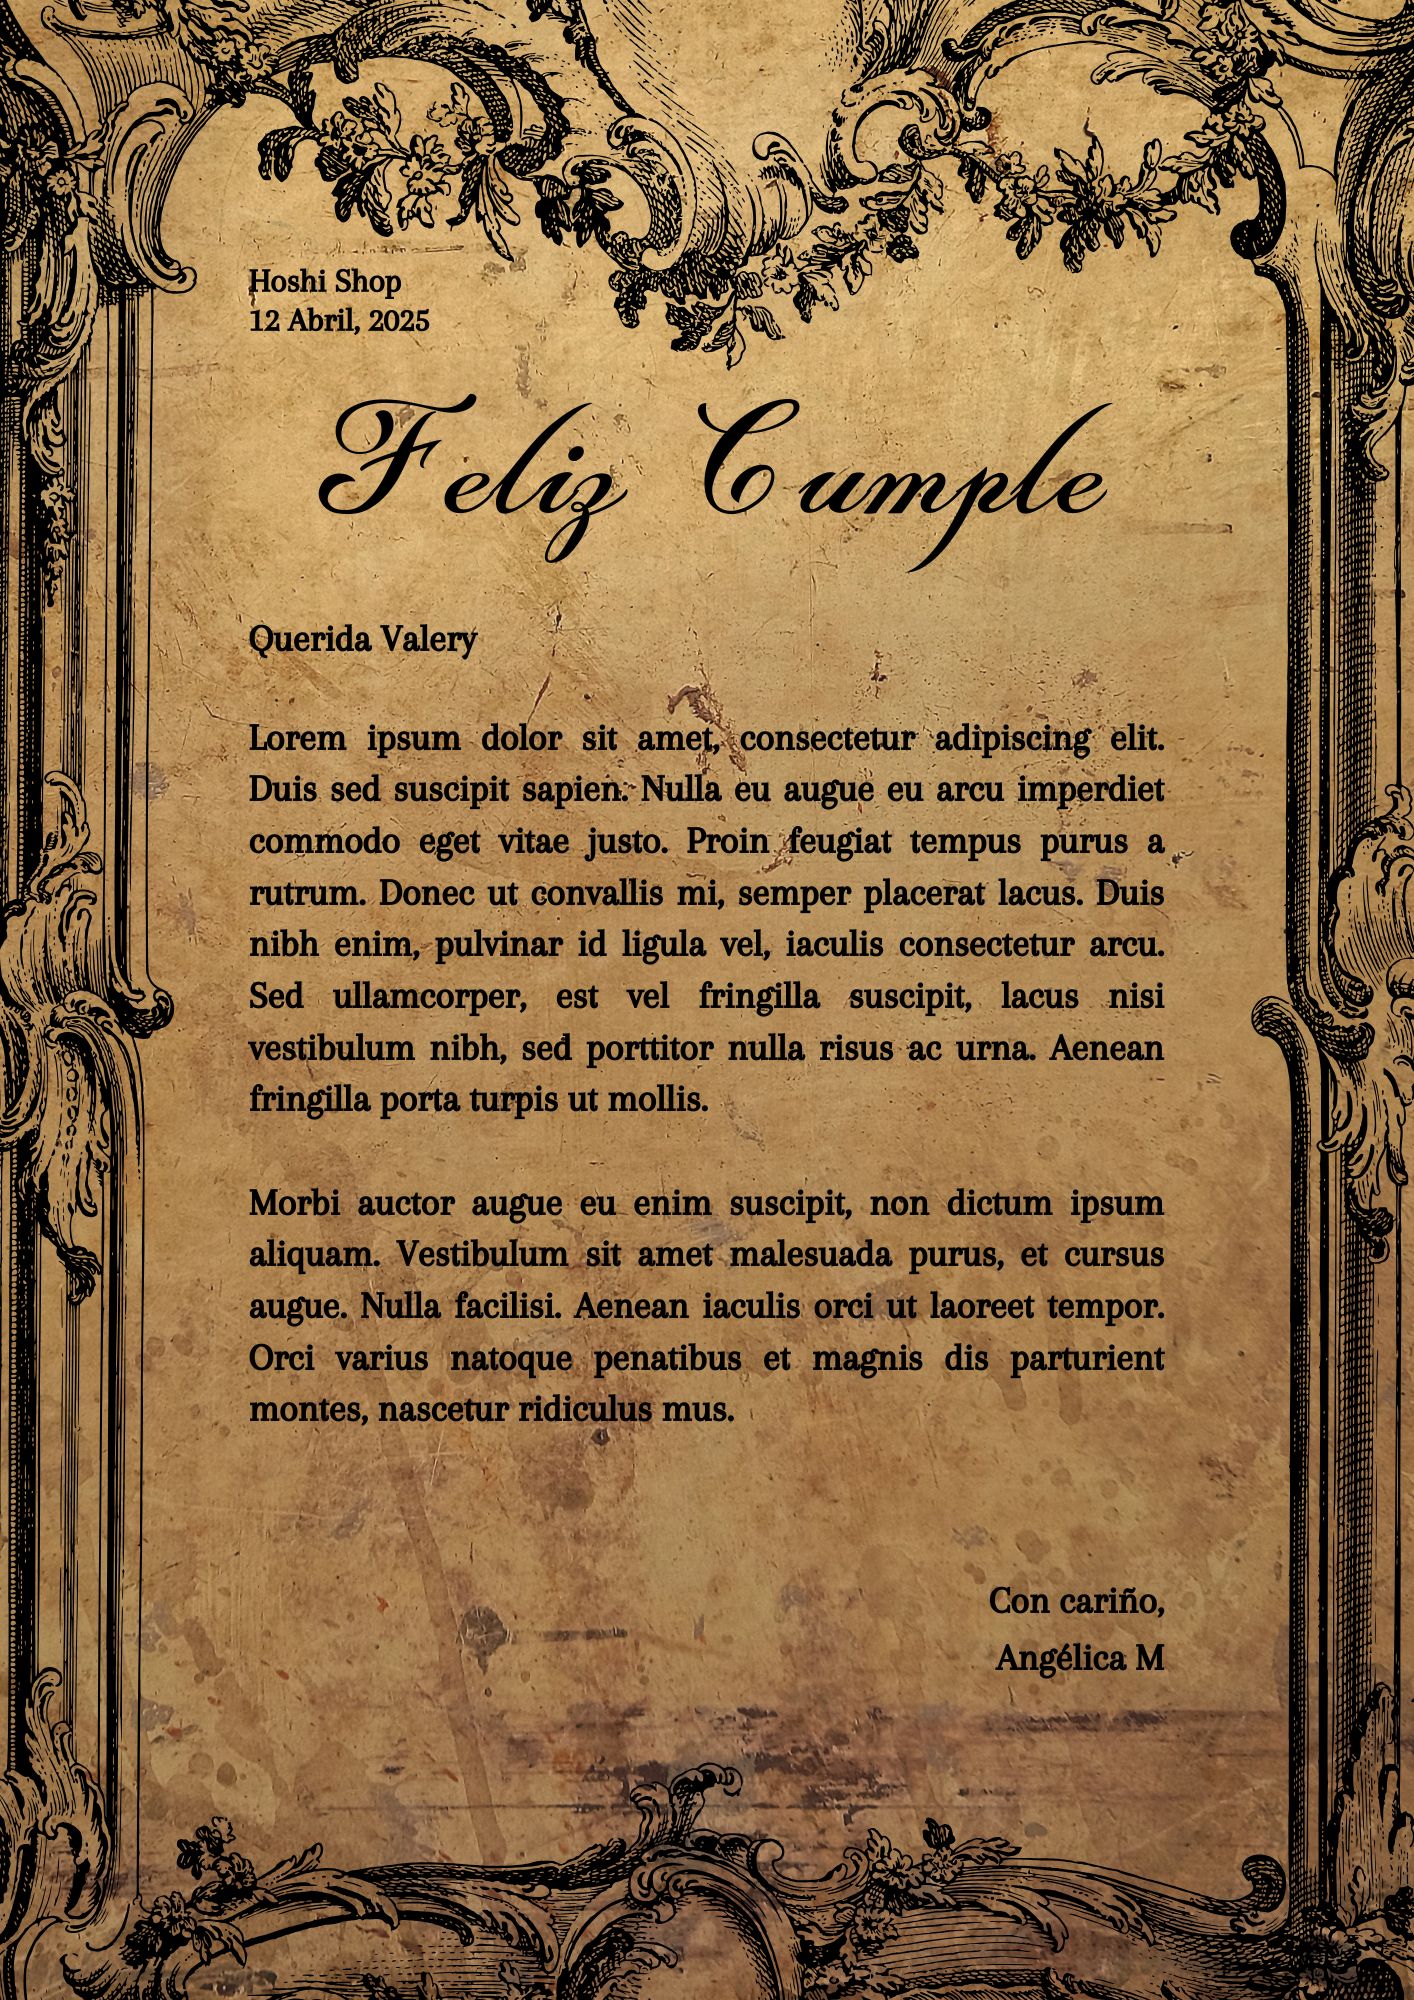 Hoshi Shop
12 Abril, 2025
Feliz Cumple
Querida Valery
Lorem ipsum dolor sit amet, consectetur adipiscing elit.
Duis sed suscipit sapien. Nulla eu augue eu arcu imperdiet
commodo eget vitae justo. Proin feugiat tempus purus a
rutrum. Donec ut convallis mi, semper placerat lacus. Duis
nibh enim, pulvinar id ligula vel, iaculis consectetur arcu.
Sed ullamcorper, est vel fringilla suscipit, lacus nisi
vestibulum nibh, sed porttitor nulla risus ac urna. Aenean
fringilla porta turpis ut mollis.
Morbi auctor augue eu enim suscipit, non dictum ipsum
aliquam. Vestibulum sit amet malesuada purus, et cursus
augue. Nulla facilisi. Aenean iaculis orci ut laoreet tempor.
Orci varius natoque penatibus et magnis dis parturient
montes, nascetur ridiculus mus.
Con cariño,
Angélica M